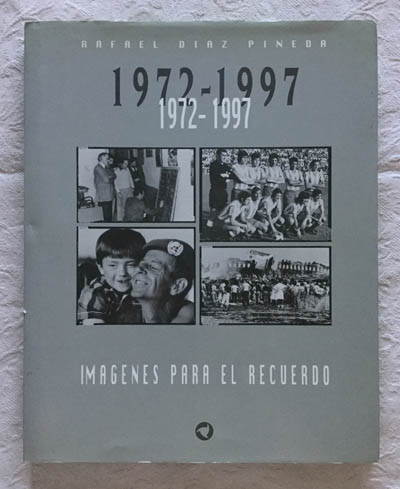 RAFAEL DIAZ PINEDA
1972-1997
1972-1997
IMAGENES PARA EL RECUERDO